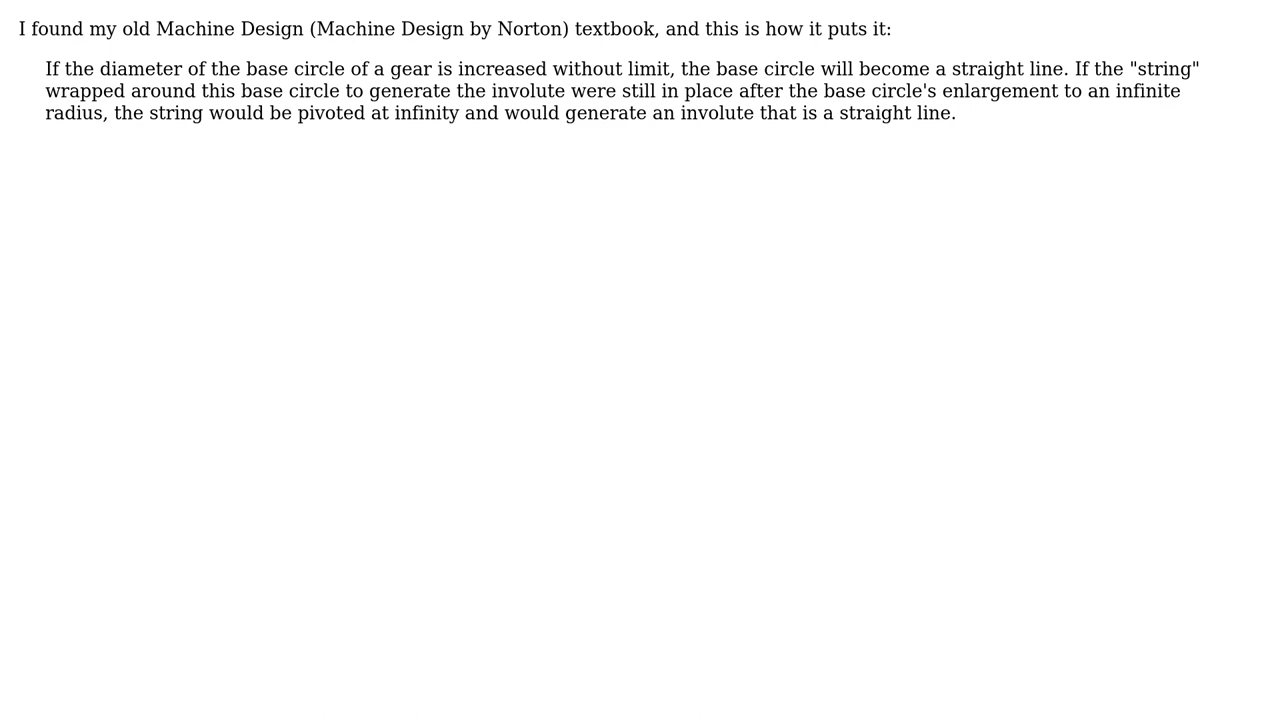 I found my old Machine Design (Machine Design by Norton) textbook, and this is how it puts it:
If the diameter of the base circle of a gear is increased without limit, the base circle will become a straight line. If the "string"
wrapped around this base circle to generate the involute were still in place after the base circle's enlargement to an infinite
radius, the string would be pivoted at infinity and would generate an involute that is a straight line.